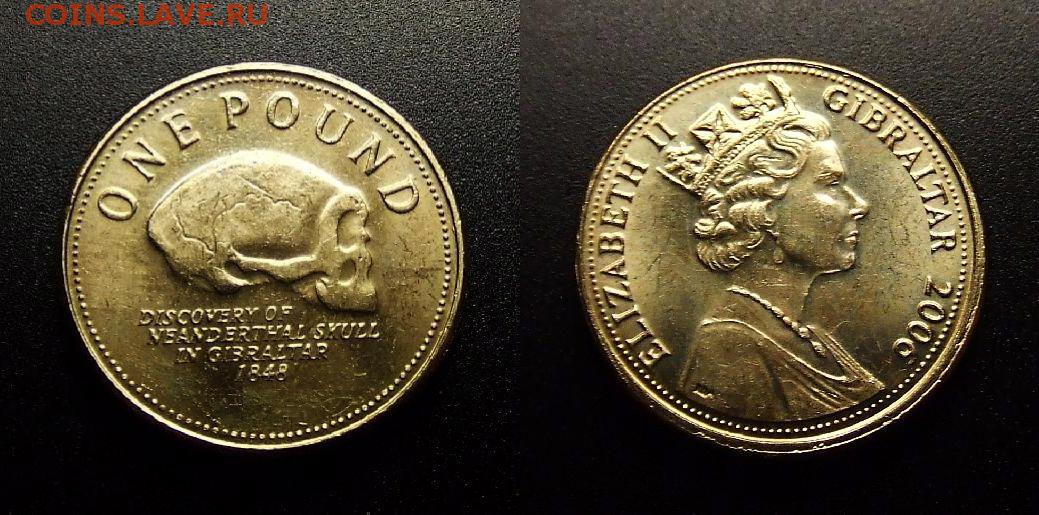 COINS.LAVE.RU
ONE POUND
DISCOVERY OF
NEANDERTHAL SKULL
IN GIBRALTAR
1848
ELIZABETH II
GIBRALTAR 2006